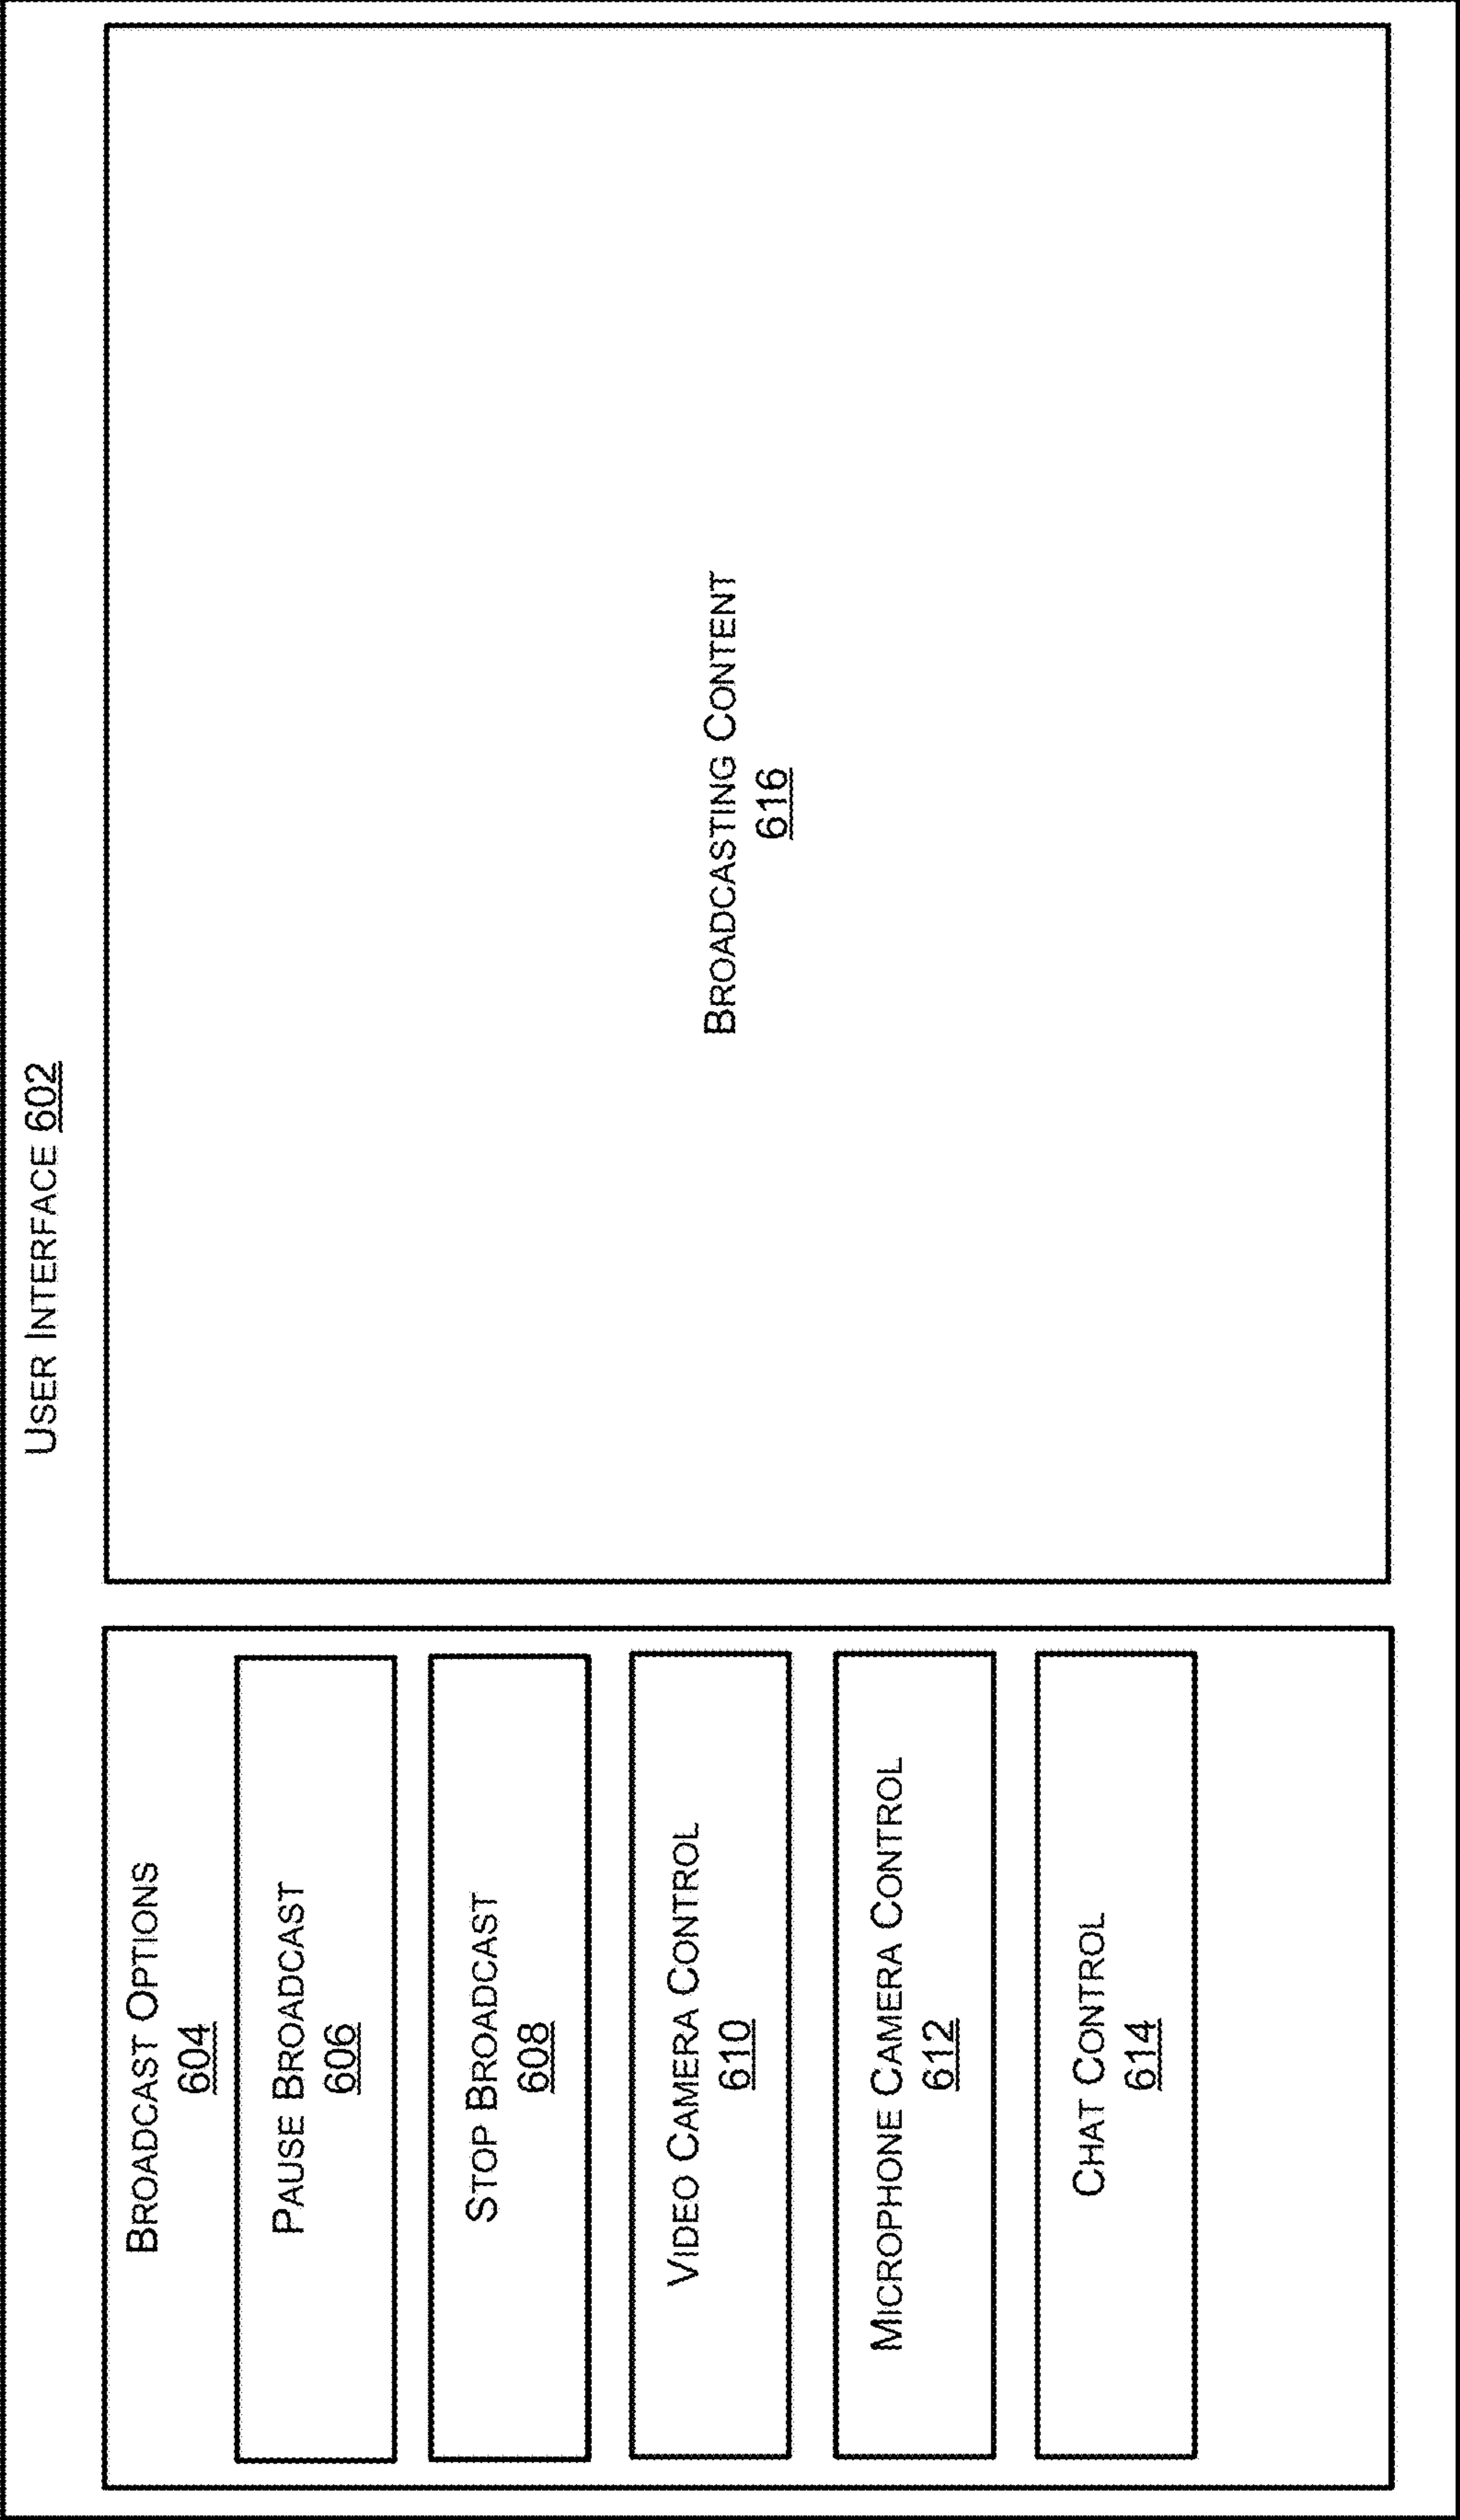 USER INTERFACE 602
BROADCAST OPTIONS
604
PAUSE BROADCAST
606
STOP BROADCAST
608
VIDEO CAMERA CONTROL
610
MICROPHONE CAMERA CONTROL
612
CHAT CONTROL
614
BROADCASTING CONTENT
616